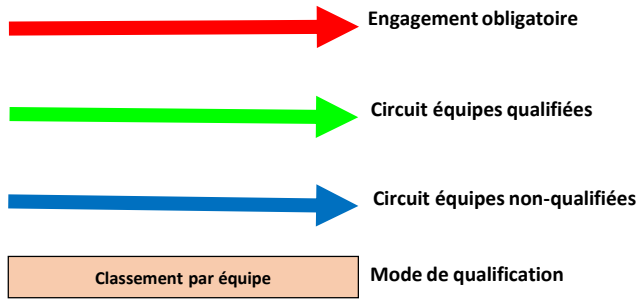 Engagement obligatoire
Circuit équipes qualifiées
Circuit équipes non-qualifiées
Classement par équipe
Mode de qualification